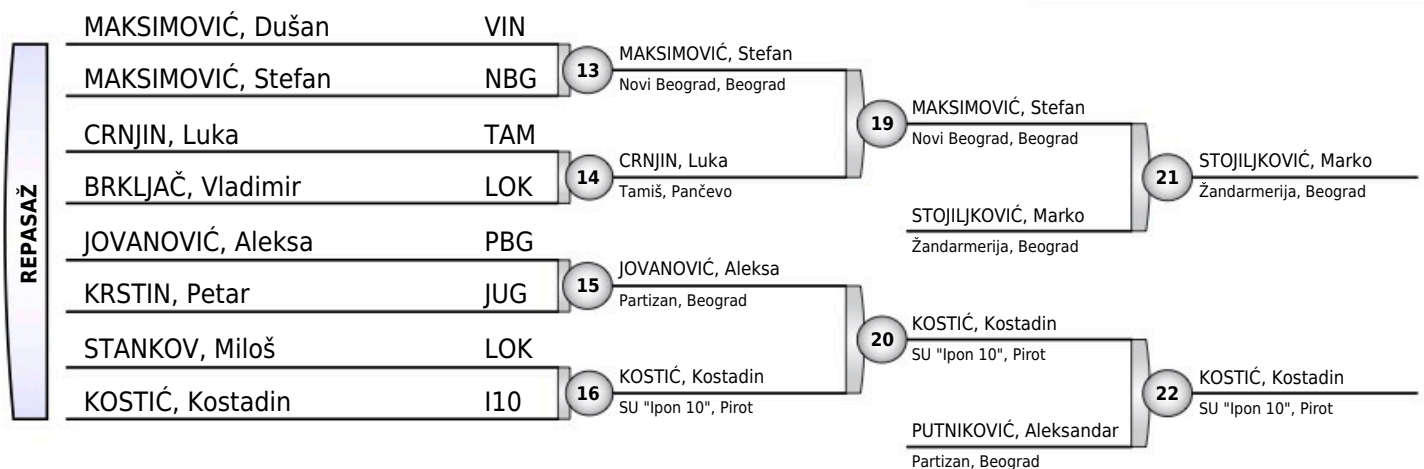 REPASAŽ
MAKSIMOVIĆ, Dušan VIN
MAKSIMOVIĆ, Stefan NBG
CRNJIN, Luka TAM
BRKLJAČ, Vladimir LOK
JOVANOVIĆ, Aleksa PBG
KRSTIN, Petar JUG
STANKOV, Miloš LOK
KOSTIĆ, Kostadin I10
13
MAKSIMOVIĆ, Stefan
Novi Beograd, Beograd
14
CRNJIN, Luka
Tamiš, Pančevo
15
JOVANOVIĆ, Aleksa
Partizan, Beograd
16
KOSTIĆ, Kostadin
SU "Ipon 10", Pirot
19
MAKSIMOVIĆ, Stefan
Novi Beograd, Beograd
STOJILJKOVIĆ, Marko
Žandarmerija, Beograd
20
KOSTIĆ, Kostadin
SU "Ipon 10", Pirot
PUTNIKOVIĆ, Aleksandar
Partizan, Beograd
21
STOJILJKOVIĆ, Marko
Žandarmerija, Beograd
22
KOSTIĆ, Kostadin
SU "Ipon 10", Pirot